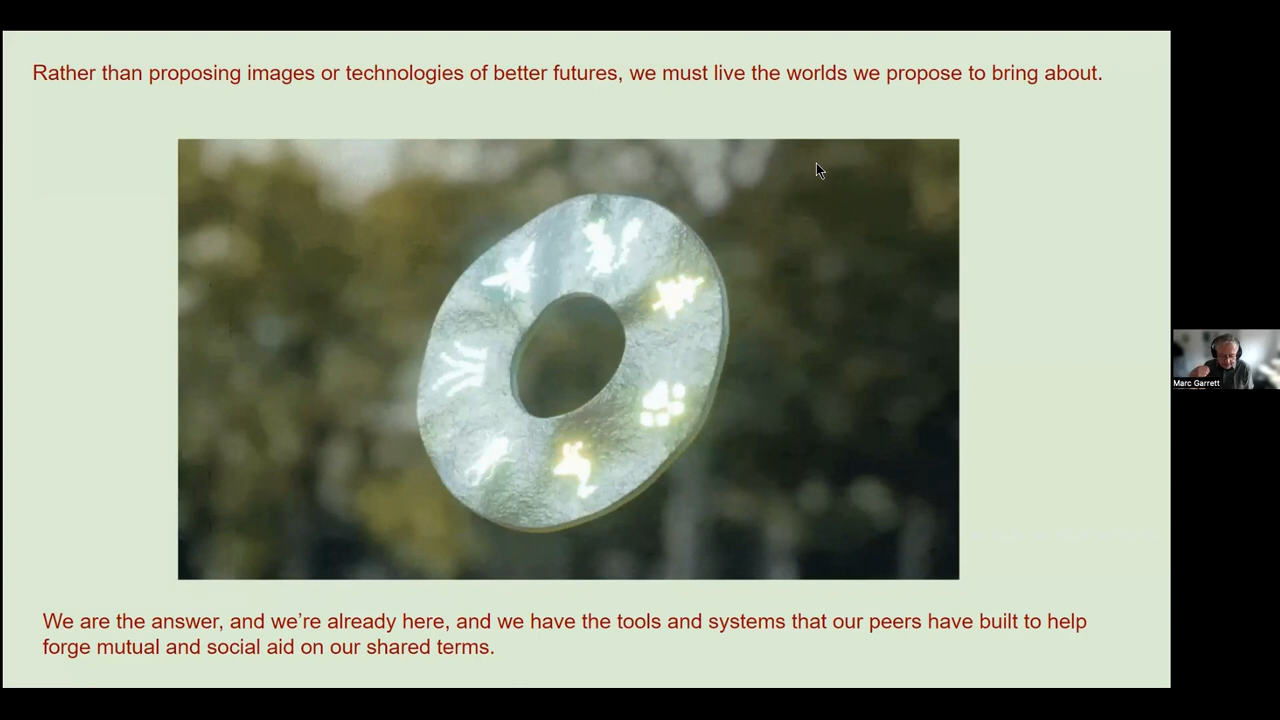 Rather than proposing images or technologies of better futures, we must live the worlds we propose to bring about.
Marc Garrett
We are the answer, and we’re already here, and we have the tools and systems that our peers have built to help
forge mutual and social aid on our shared terms.